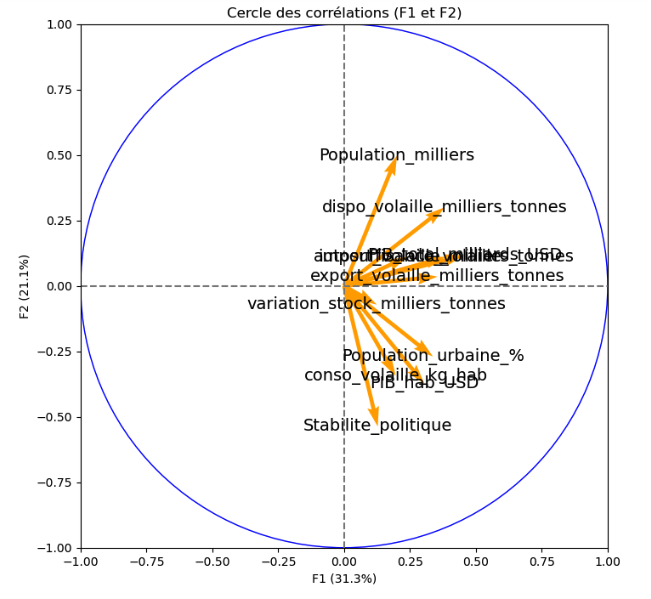 Cercle des corrélations (F1 et F2)
1.00
0.75
0.50
0.25
0.00
−0.25
−0.50
−0.75
−1.00
F2 (21.1%)
Population_milliers
dispo_volaille_milliers_tonnes
PIB_total_milliards_USD
export_volaille_milliers_tonnes
variation_stock_milliers_tonnes
Population_urbaine_%
conso_volaille_kg_hab
PIB_hab_USD
Stabilite_politique
−1.00 −0.75 −0.50 −0.25 0.00 0.25 0.50 0.75 1.00
F1 (31.3%)